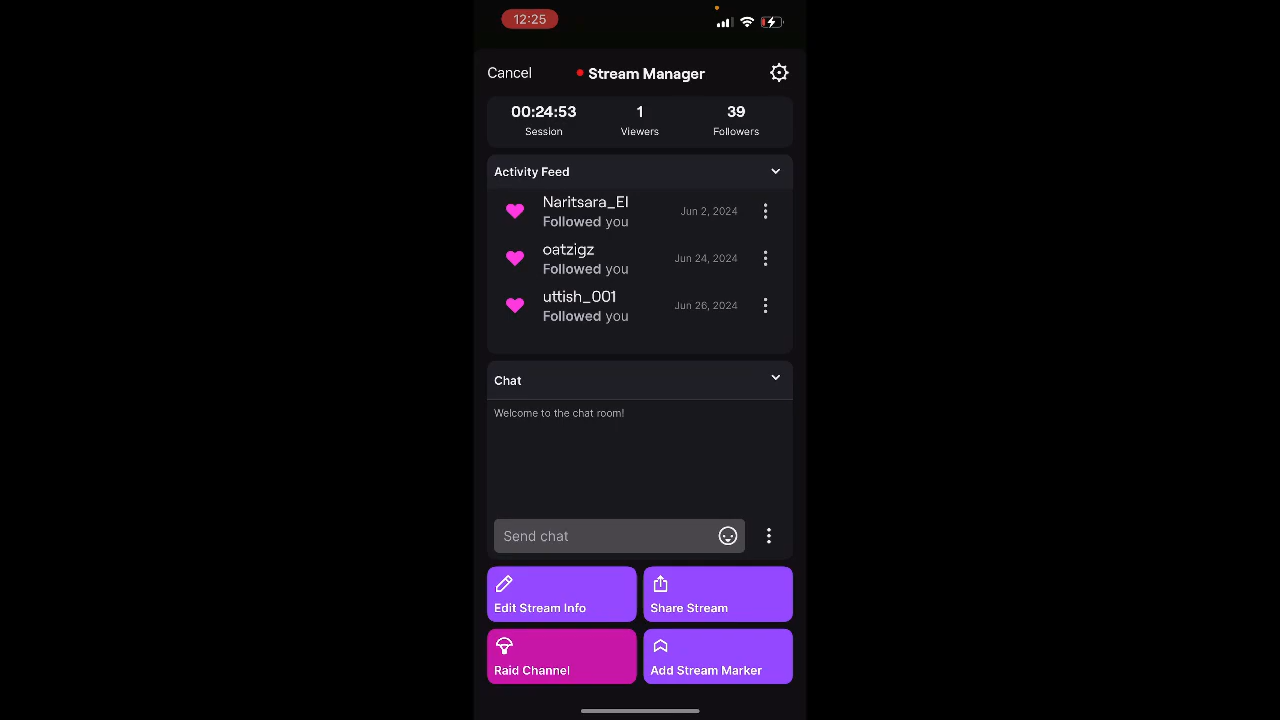 12:25
Cancel
Stream Manager
00:24:53
1
39
Session
Viewers
Followers
Activity Feed
Naritsara_El
Followed you
Jun 2, 2024
oatzigz
Followed you
Jun 24, 2024
uttish_001
Followed you
Jun 26, 2024
Chat
Welcome to the chat room!
Send chat
Edit Stream Info
Share Stream
Raid Channel
Add Stream Marker